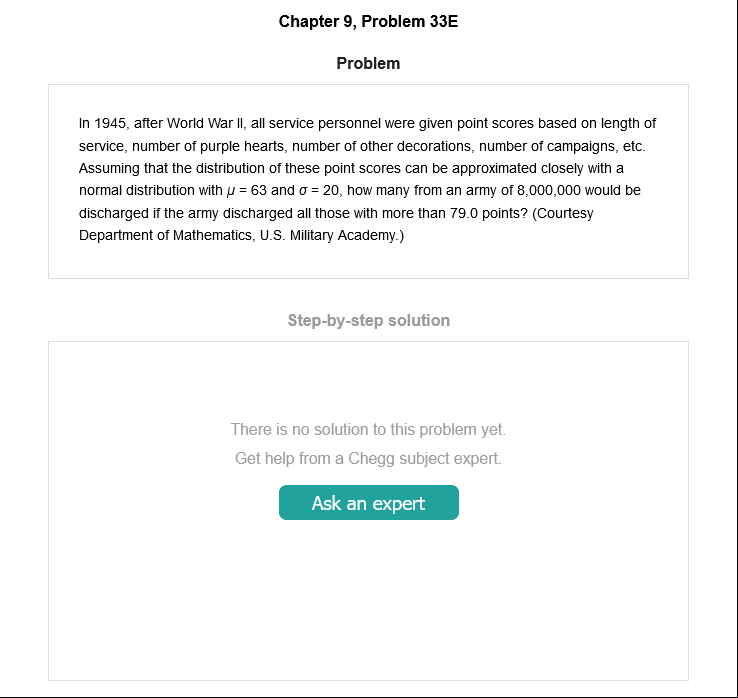 Chapter 9, Problem 33E
Problem
In 1945, after World War II, all service personnel were given point scores based on length of
service, number of purple hearts, number of other decorations, number of campaigns, etc.
Assuming that the distribution of these point scores can be approximated closely with a
normal distribution with μ = 63 and σ = 20, how many from an army of 8,000,000 would be
discharged if the army discharged all those with more than 79.0 points? (Courtesy
Department of Mathematics, U.S. Military Academy.)
Step-by-step solution
There is no solution to this problem yet.
Get help from a Chegg subject expert.
Ask an expert